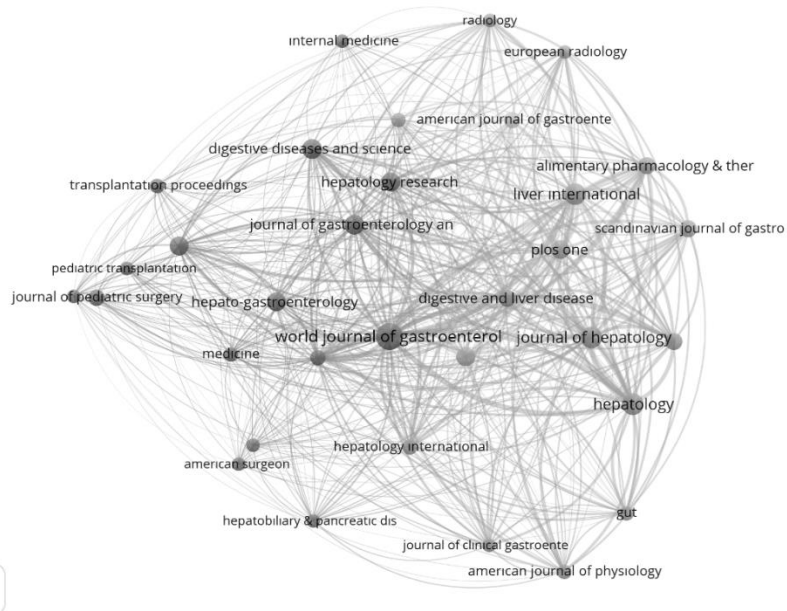 radiology
internal medicine
european radiology
american journal of gastroente
digestive diseases and science
alimentary pharmacology & ther
hepatology research
transplantation proceedings
liver international
journal of gastroenterology an
scandinavian journal of gastro
plos one
pediatric transplantation
journal of pediatric surgery
hepato-gastroenterology
digestive and liver disease
world journal of gastroenterol
journal of hepatology
medicine
hepatology
hepatology international
american surgeon
gut
hepatobiliary & pancreatic dis
journal of clinical gastroente
american journal of physiology